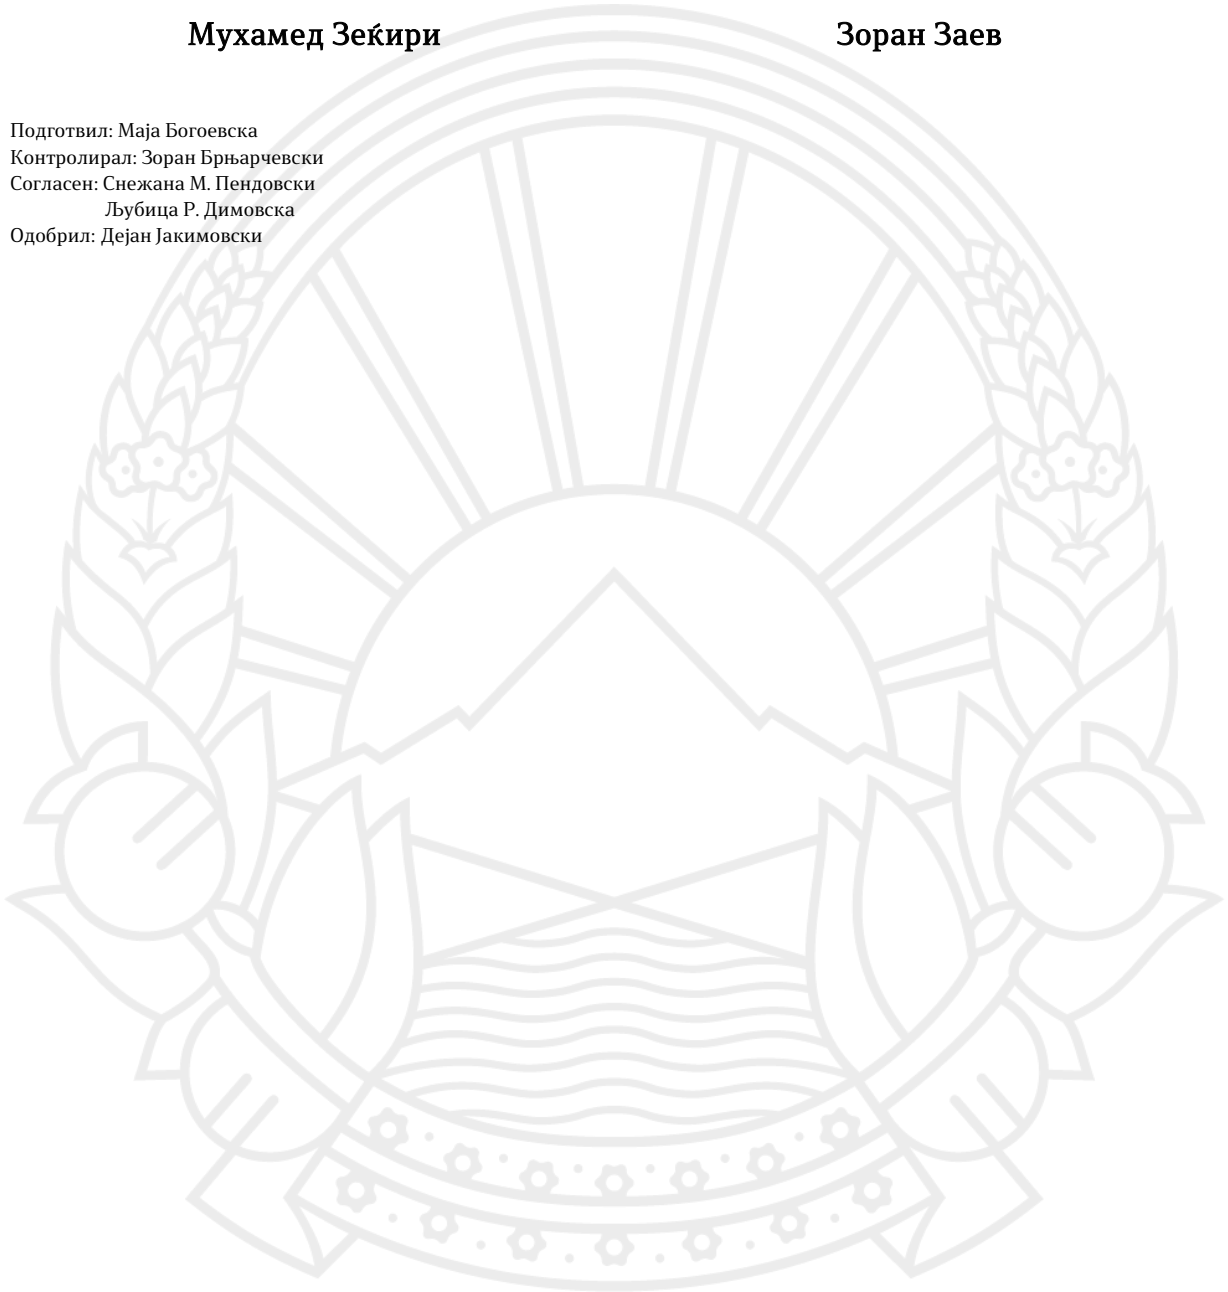 Мухамед Зеќири Зоран Заев
Подготвил: Маја Богоевска
Контролирал: Зоран Брњарчевски
Согласен: Снежана М. Пендовски
Љубица Р. Димовска
Одобрил: Дејан Јакимовски